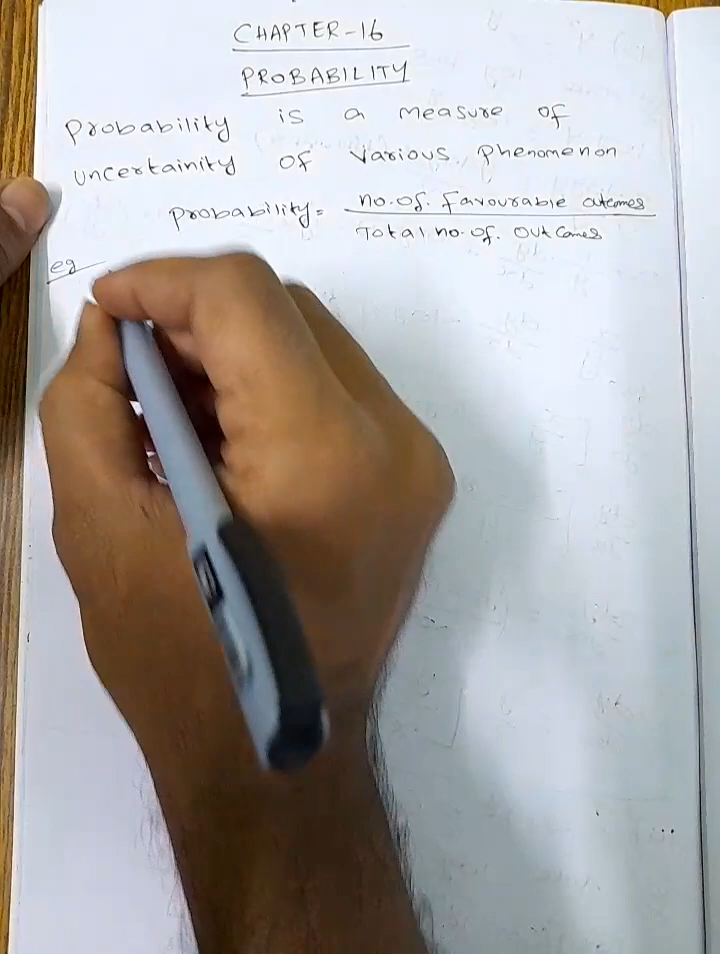 CHAPTER-16
PROBABILITY
Probability is a measure of
uncertainity of various phenomenon
Probability = no. of. favourable outcomes
Total no. of. outcomes
eg